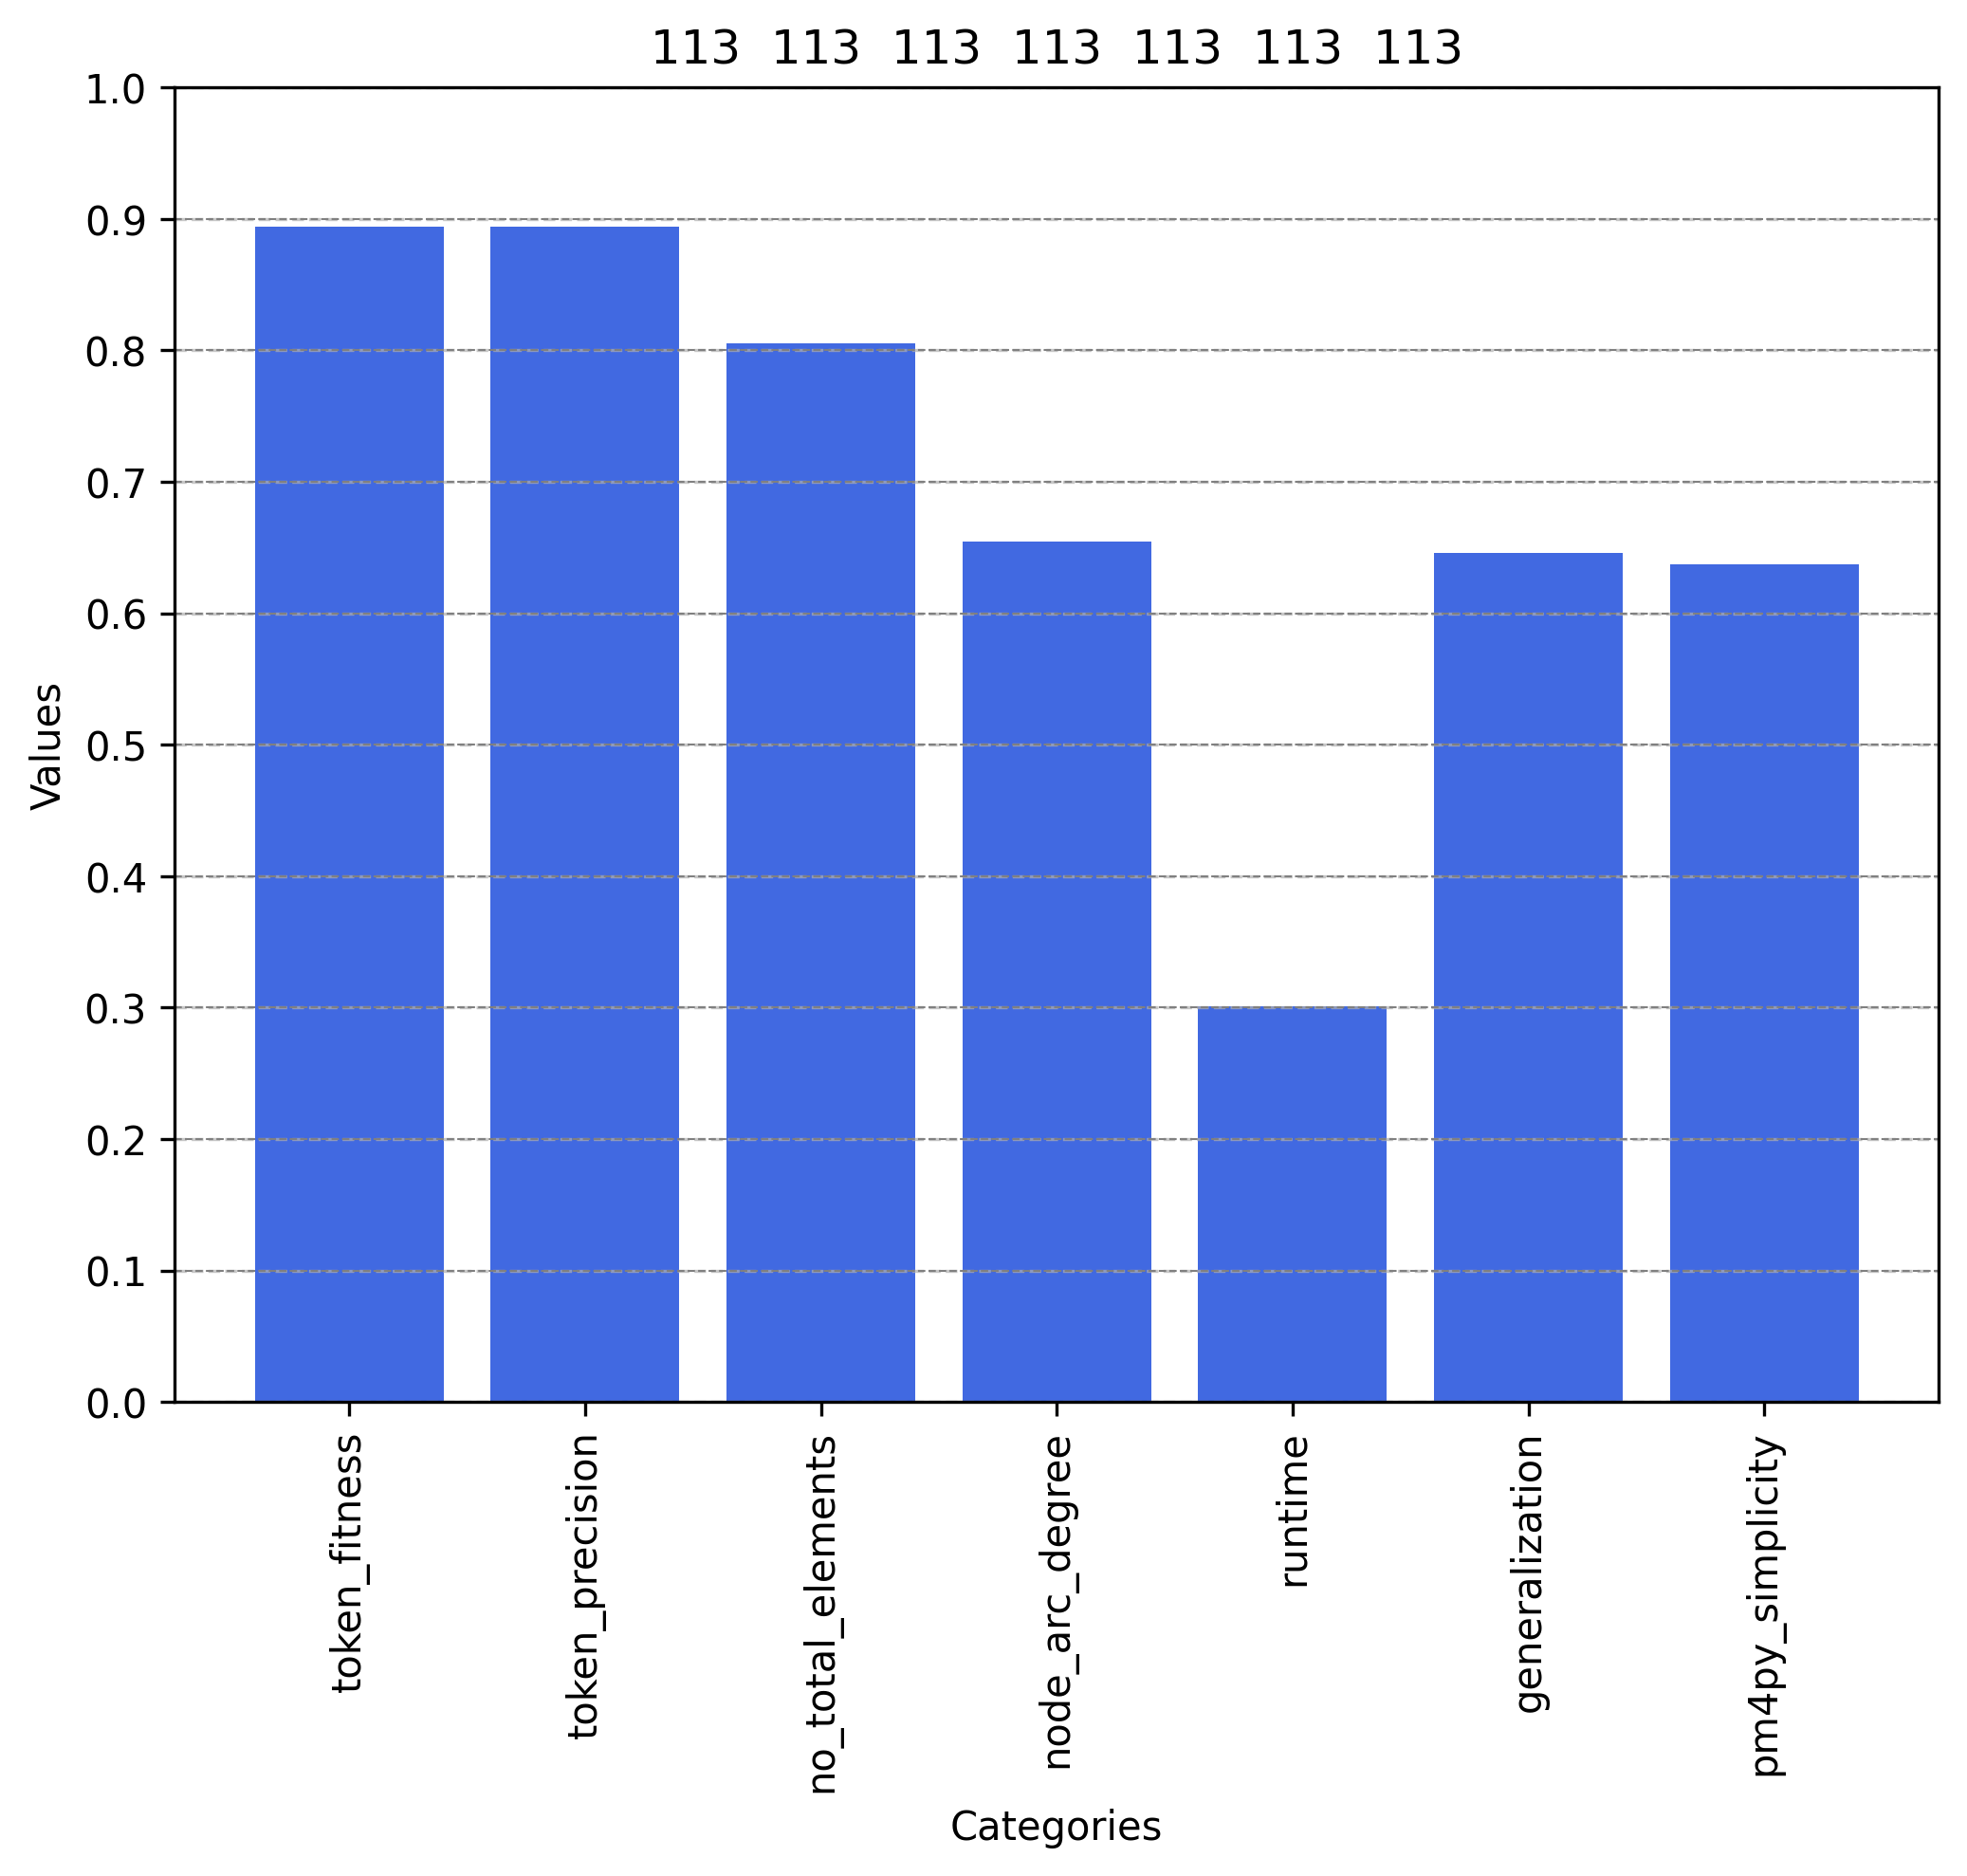 113 113 113 113 113 113 113
1.0
0.9
0.8
0.7
0.6
0.5
0.4
0.3
0.2
0.1
0.0
Values
token_fitness
token_precision
no_total_elements
node_arc_degree
runtime
generalization
pm4py_simplicity
Categories